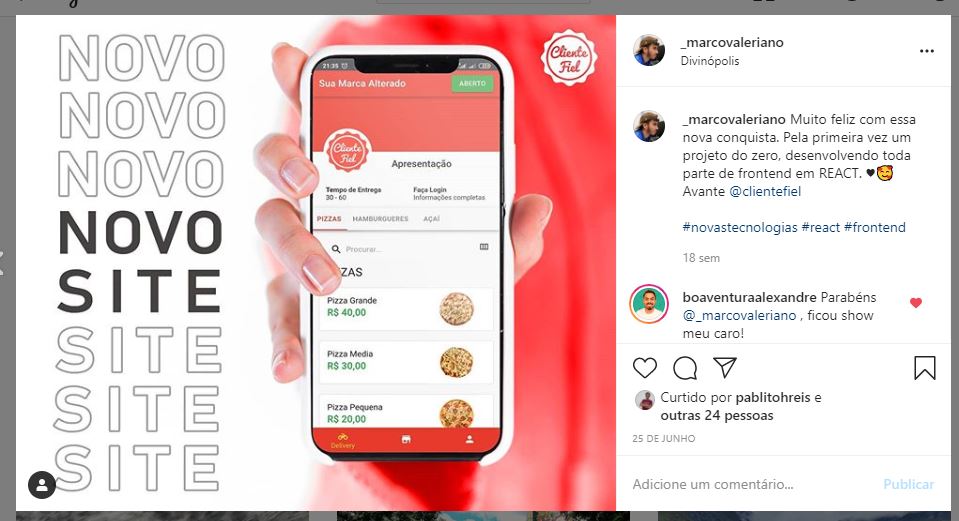 NOVO
NOVO
NOVO
NOVO
SITE
SITE
SITE
SITE
Cliente
Fiel
21:35
Sua Marca Alterado
ABERTO
Cliente
Fiel
Apresentação
Tempo de Entrega
30 - 60
Faça Login
Informações completas
PIZZAS HAMBURGUERES AÇAÍ
Procurar...
ZZAS
Pizza Grande
R$ 40,00
Pizza Media
R$ 30,00
Pizza Pequena
R$ 20,00
Delivery
_marcovaleriano
Divinópolis
_marcovaleriano Muito feliz com essa
nova conquista. Pela primeira vez um
projeto do zero, desenvolvendo toda
parte de frontend em REACT. ♥🥰
Avante @clientefiel
#novastecnologias #react #frontend
18 sem
boaventuraalexandre Parabéns
@_marcovaleriano , ficou show
meu caro!
Curtido por pablitohreis e
outras 24 pessoas
25 DE JUNHO
Adicione um comentário...
Publicar